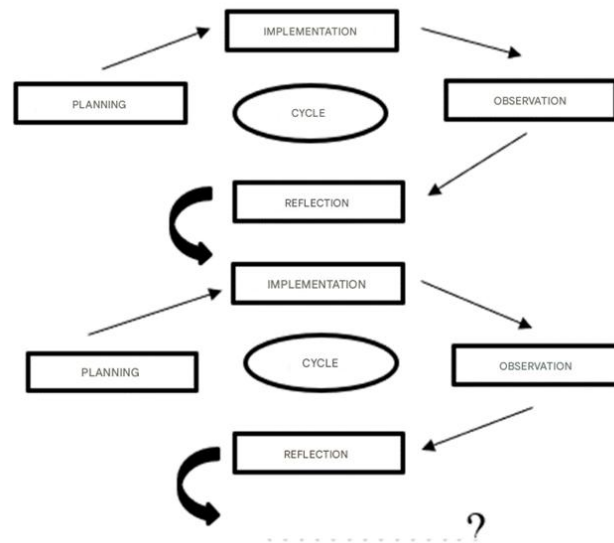 IMPLEMENTATION
PLANNING
OBSERVATION
CYCLE
REFLECTION
IMPLEMENTATION
PLANNING
CYCLE
OBSERVATION
REFLECTION
. . . . . . . . . . . . . ?